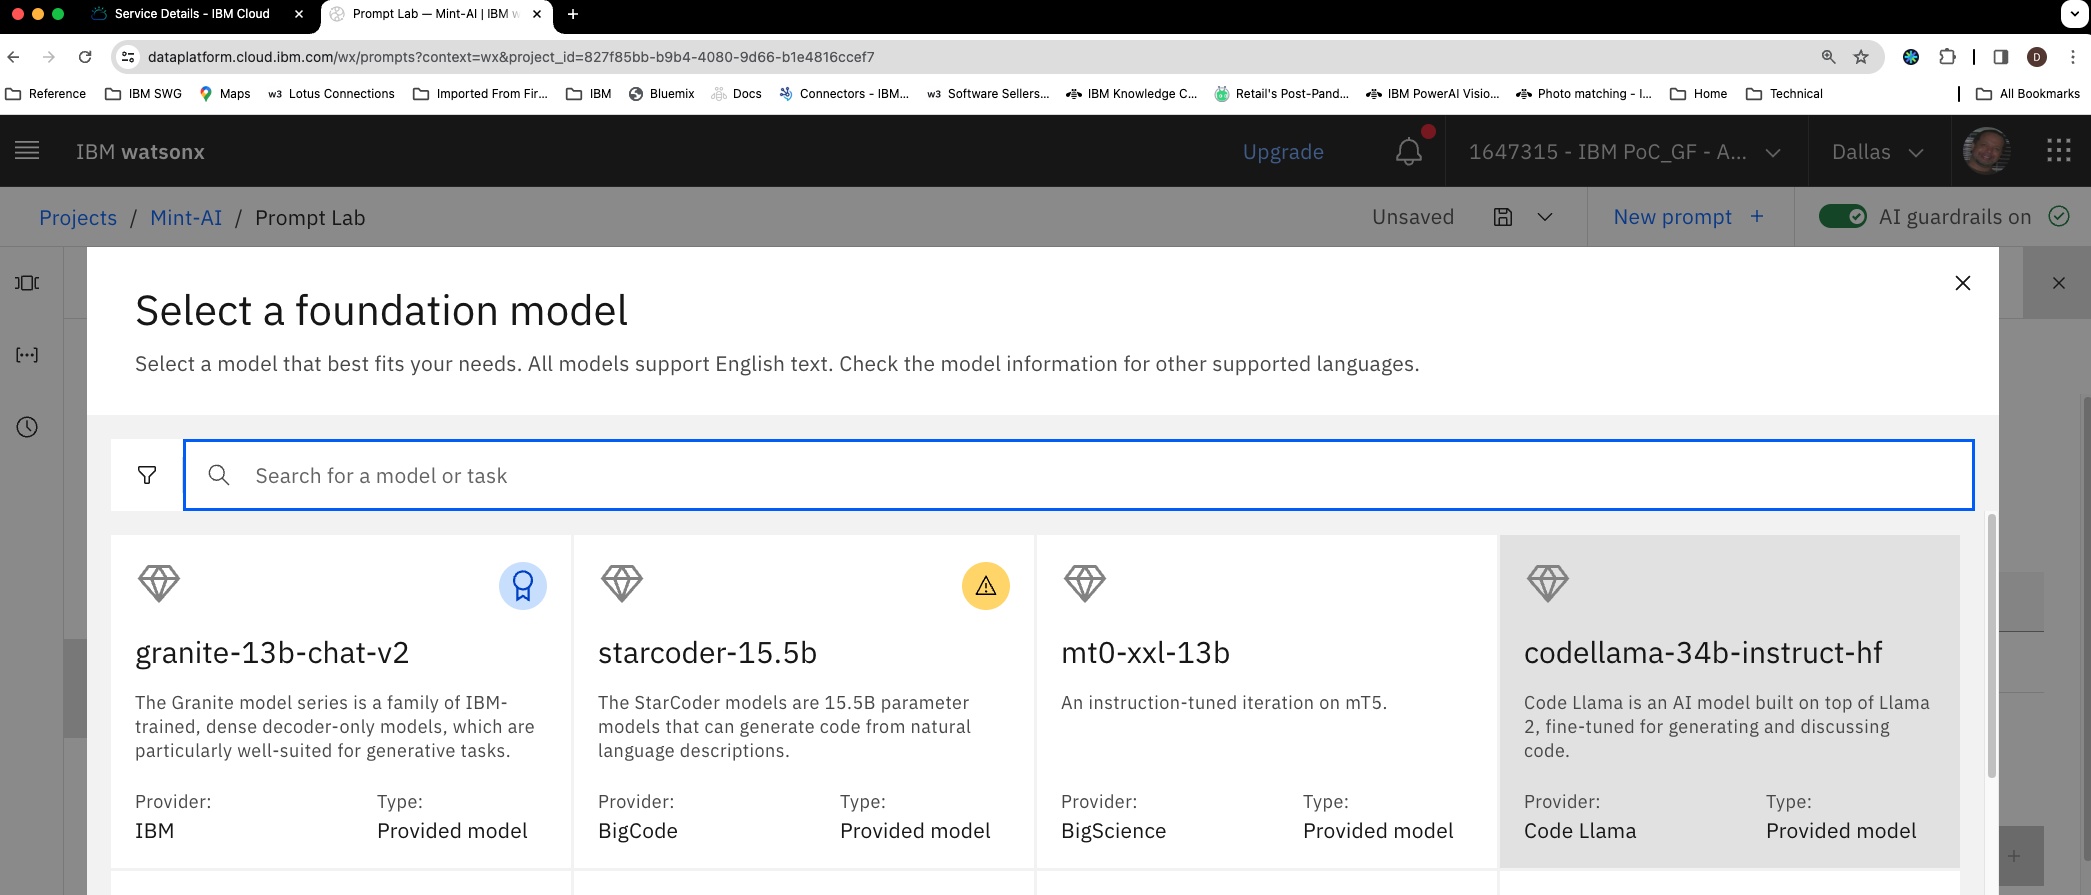 Service Details - IBM Cloud
Prompt Lab — Mint-AI | IBM w
dataplatform.cloud.ibm.com/wx/prompts?context=wx&project_id=827f85bb-b9b4-4080-9d66-b1e4816ccef7
D
Reference IBM SWG Maps w3 Lotus Connections Imported From Fir... IBM Bluemix Docs Connectors - IBM... w3 Software Sellers... IBM Knowledge C... Retail's Post-Pand... IBM PowerAI Visio... Photo matching - I... Home Technical All Bookmarks
IBM watsonx Upgrade 1647315 - IBM PoC_GF - A... Dallas
Projects / Mint-AI / Prompt Lab Unsaved New prompt + AI guardrails on
Select a foundation model
Select a model that best fits your needs. All models support English text. Check the model information for other supported languages.
Search for a model or task
granite-13b-chat-v2
The Granite model series is a family of IBM-
trained, dense decoder-only models, which are
particularly well-suited for generative tasks.
Provider: Type:
IBM Provided model
starcoder-15.5b
The StarCoder models are 15.5B parameter
models that can generate code from natural
language descriptions.
Provider: Type:
BigCode Provided model
mt0-xxl-13b
An instruction-tuned iteration on mT5.
Provider: Type:
BigScience Provided model
codellama-34b-instruct-hf
Code Llama is an AI model built on top of Llama
2, fine-tuned for generating and discussing
code.
Provider: Type:
Code Llama Provided model